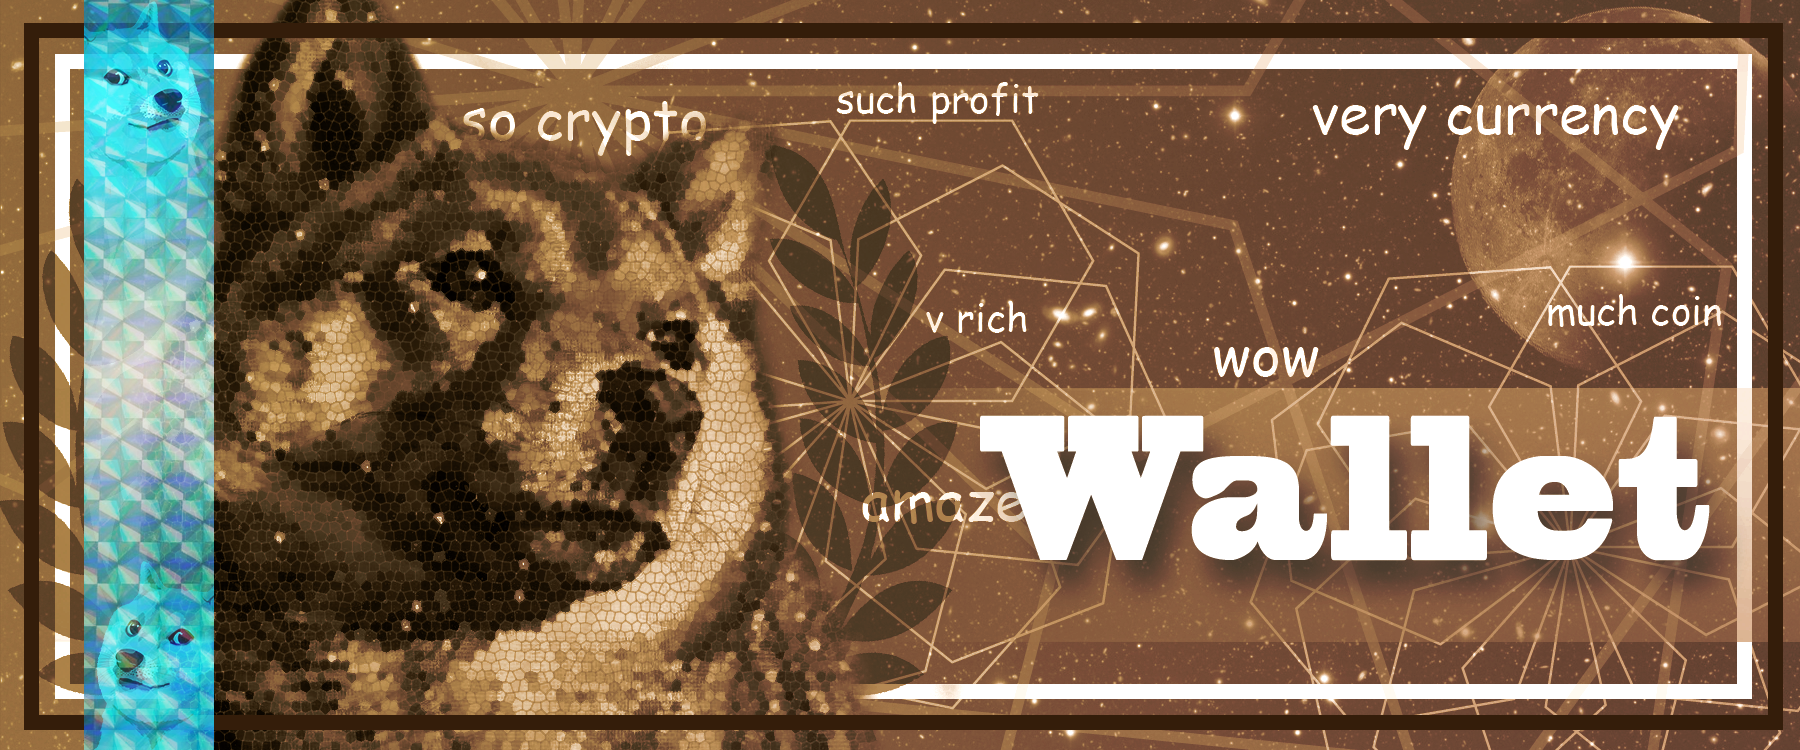 so crypto
such profit
very currency
v rich
much coin
wow
Wallet
amaze